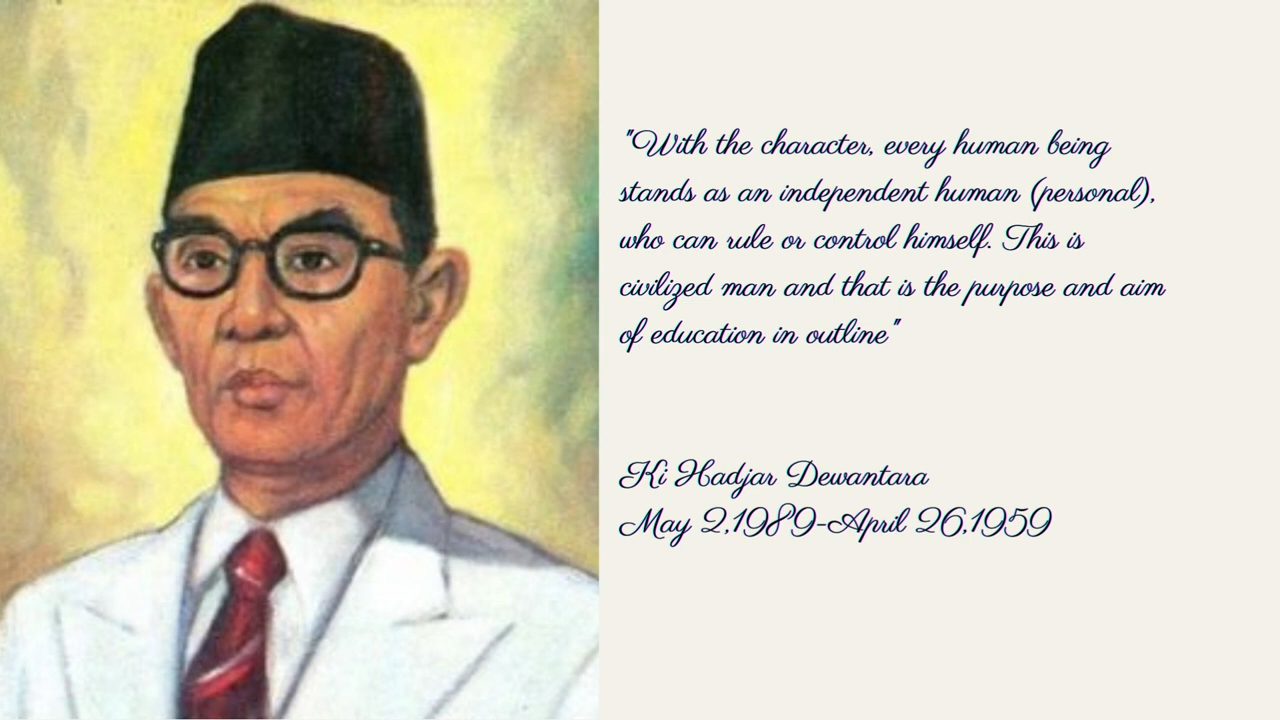 "With the character, every human being
stands as an independent human (personal),
who can rule or control himself. This is
civilized man and that is the purpose and aim
of education in outline"
Ki Hadjar Dewantara
May 2,1989-April 26,1959